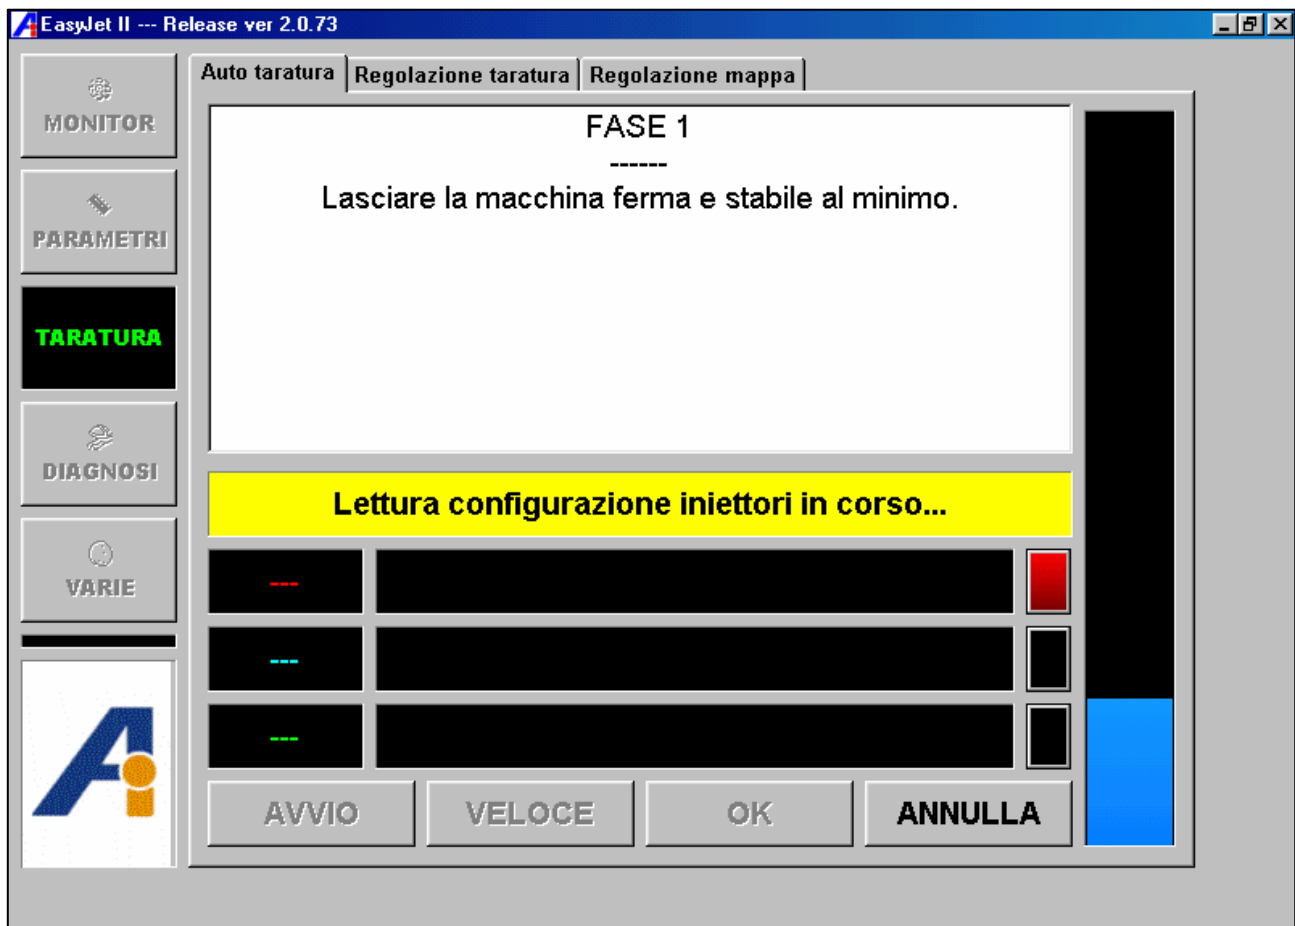 EasyJet II --- Release ver 2.0.73
MONITOR
PARAMETRI
TARATURA
DIAGNOSI
VARIE
Auto taratura
Regolazione taratura
Regolazione mappa
FASE 1
------
Lasciare la macchina ferma e stabile al minimo.
Lettura configurazione iniettori in corso...
---
---
---
AVVIO
VELOCE
OK
ANNULLA